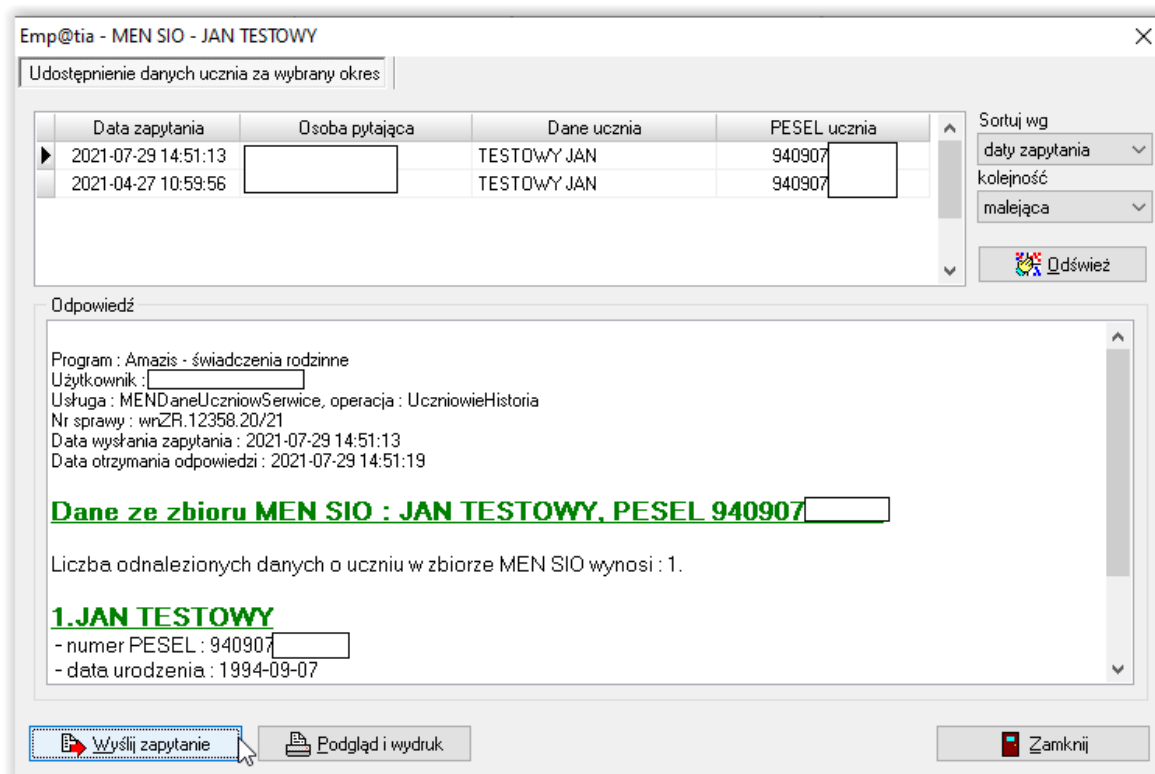 Emp@tia - MEN SIO - JAN TESTOWY
Udostępnienie danych ucznia za wybrany okres
Data zapytania Osoba pytająca Dane ucznia PESEL ucznia
2021-07-29 14:51:13 TESTOWY JAN 940907
2021-04-27 10:59:56 TESTOWY JAN 940907
Sortuj wg
daty zapytania
kolejność
malejąca
Odśwież
Odpowiedź
Program : Amazis - świadczenia rodzinne
Użytkownik :
Usługa : MENDaneUczniowSerwice, operacja : UczniowieHistoria
Nr sprawy : wnZR.12358.20/21
Data wysłania zapytania : 2021-07-29 14:51:13
Data otrzymania odpowiedzi : 2021-07-29 14:51:19
Dane ze zbioru MEN SIO : JAN TESTOWY, PESEL 940907
Liczba odnalezionych danych o uczniu w zbiorze MEN SIO wynosi : 1.
1.JAN TESTOWY
- numer PESEL : 940907
- data urodzenia : 1994-09-07
Wyślij zapytanie Podgląd i wydruk Zamknij